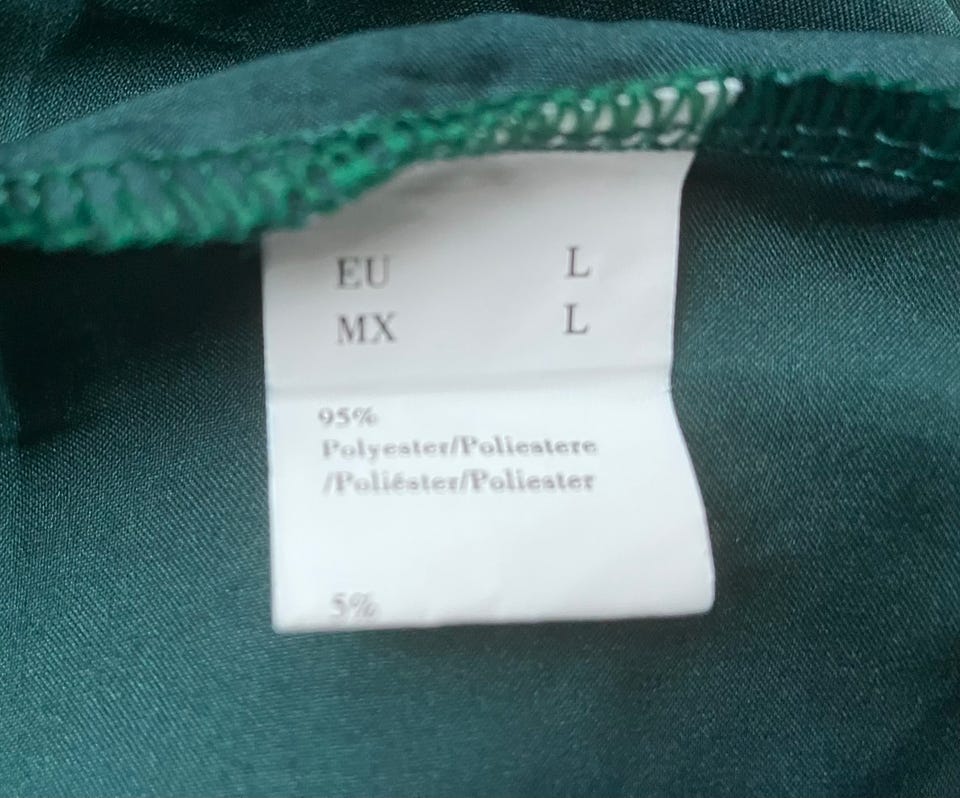 EU L
MX L
95%
Polyester/Poliestere
/Poliéster/Poliester
5%